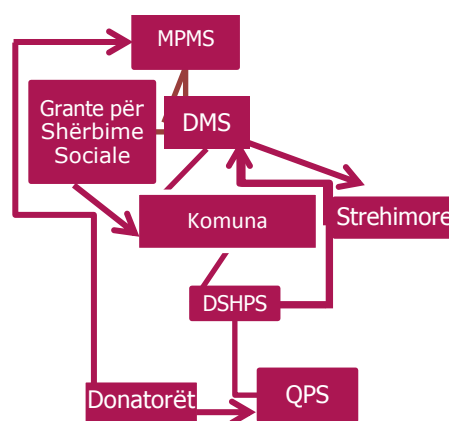 MPMS
Grante për
Shërbime
Sociale
DMS
Komuna
Strehimore
DSHPS
Donatorët
QPS